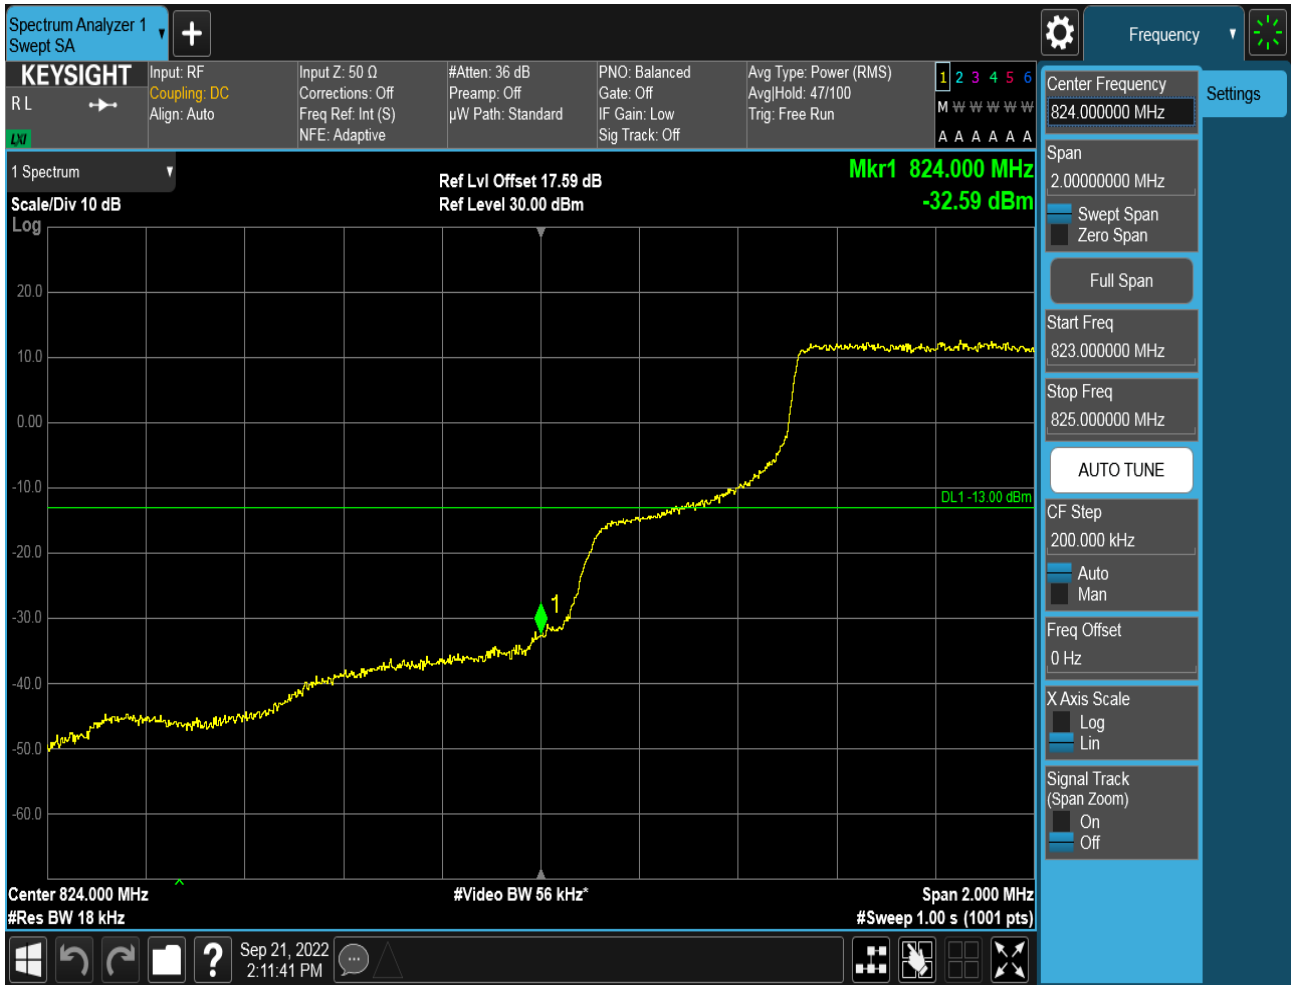 Spectrum Analyzer 1
Swept SA
Frequency
KEYSIGHT
R L
LXI
Input: RF
Coupling: DC
Align: Auto
Input Z: 50 Ω
Corrections: Off
Freq Ref: Int (S)
NFE: Adaptive
#Atten: 36 dB
Preamp: Off
µW Path: Standard
PNO: Balanced
Gate: Off
IF Gain: Low
Sig Track: Off
Avg Type: Power (RMS)
Avg|Hold: 47/100
Trig: Free Run
1 2 3 4 5 6
M W W W W W
A A A A A A
1 Spectrum
Scale/Div 10 dB
Log
Ref Lvl Offset 17.59 dB
Ref Level 30.00 dBm
Mkr1 824.000 MHz
-32.59 dBm
20.0
10.0
0.00
-10.0
-20.0
-30.0
-40.0
-50.0
-60.0
DL1 -13.00 dBm
1
Center 824.000 MHz
#Res BW 18 kHz
#Video BW 56 kHz*
Span 2.000 MHz
#Sweep 1.00 s (1001 pts)
Center Frequency
824.000000 MHz
Settings
Span
2.00000000 MHz
Swept Span
Zero Span
Full Span
Start Freq
823.000000 MHz
Stop Freq
825.000000 MHz
AUTO TUNE
CF Step
200.000 kHz
Auto
Man
Freq Offset
0 Hz
X Axis Scale
Log
Lin
Signal Track
(Span Zoom)
On
Off
?
Sep 21, 2022
2:11:41 PM